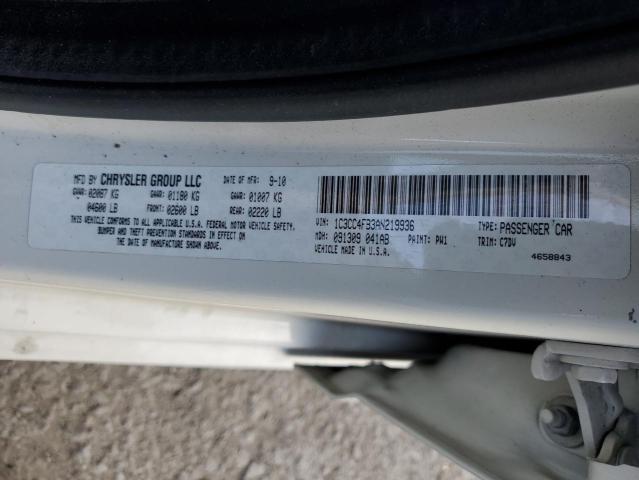 MFD BY CHRYSLER GROUP LLC DATE OF MFR: 9-10
GVWR: 02087 KG GAWR: 01180 KG GAWR: 01007 KG
04600 LB FRONT: 02600 LB REAR: 02220 LB
THIS VEHICLE CONFORMS TO ALL APPLICABLE U.S.A. FEDERAL MOTOR VEHICLE SAFETY,
BUMPER AND THEFT PREVENTION STANDARDS IN EFFECT ON THE DATE OF MANUFACTURE SHOWN ABOVE.
VIN: 1C3CC4FB3AN219936 TYPE: PASSENGER CAR
MDH: 091309 041AB PAINT: PW1 TRIM: C7DV
MADE IN U.S.A.
4658843